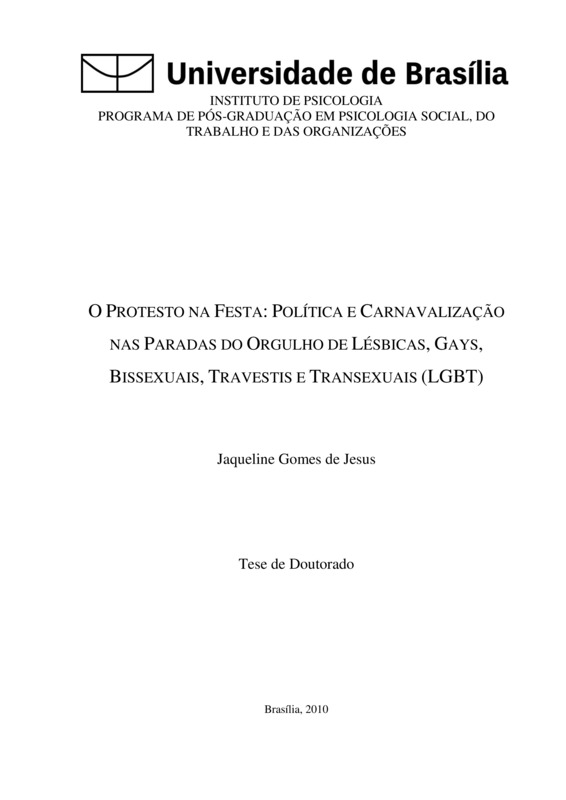 Universidade de Brasília
INSTITUTO DE PSICOLOGIA
PROGRAMA DE PÓS-GRADUAÇÃO EM PSICOLOGIA SOCIAL, DO
TRABALHO E DAS ORGANIZAÇÕES
O PROTESTO NA FESTA: POLÍTICA E CARNAVALIZAÇÃO
NAS PARADAS DO ORGULHO DE LÉSBICAS, GAYS,
BISSEXUAIS, TRAVESTIS E TRANSEXUAIS (LGBT)
Jaqueline Gomes de Jesus
Tese de Doutorado
Brasília, 2010